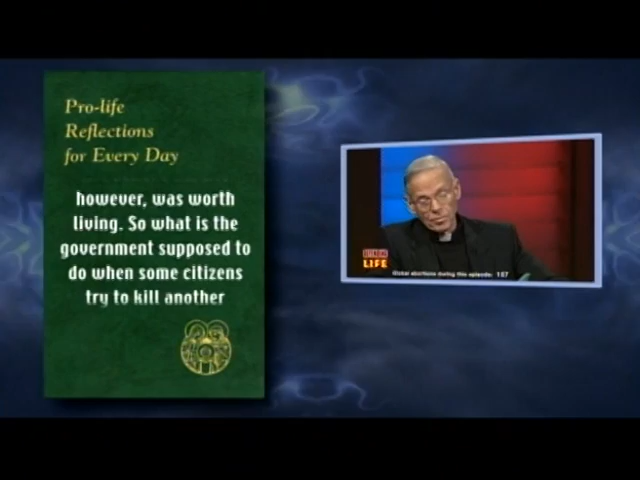 Pro-life
Reflections
for Every Day
however, was worth
living. So what is the
government supposed to
do when some citizens
try to kill another
DEFENDING
LIFE
Global abortions during this episode: 157